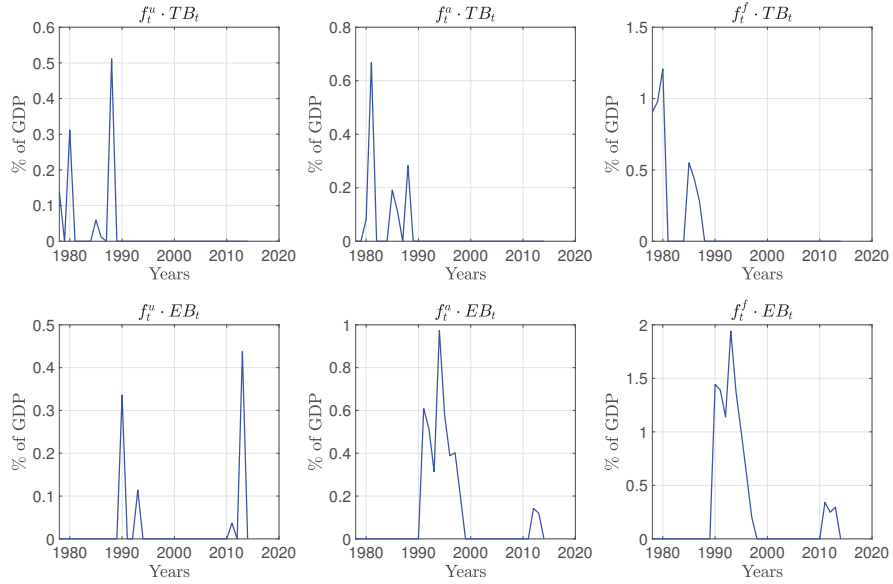 $f_t^u \cdot TB_t$
% of GDP
0.6
0.5
0.4
0.3
0.2
0.1
0
1980 1990 2000 2010 2020
Years
$f_t^a \cdot TB_t$
% of GDP
0.8
0.6
0.4
0.2
0
1980 1990 2000 2010 2020
Years
$f_t^f \cdot TB_t$
% of GDP
1.5
1
0.5
0
1980 1990 2000 2010 2020
Years
$f_t^u \cdot EB_t$
% of GDP
0.5
0.4
0.3
0.2
0.1
0
1980 1990 2000 2010 2020
Years
$f_t^a \cdot EB_t$
% of GDP
1
0.8
0.6
0.4
0.2
0
1980 1990 2000 2010 2020
Years
$f_t^f \cdot EB_t$
% of GDP
2
1.5
1
0.5
0
1980 1990 2000 2010 2020
Years